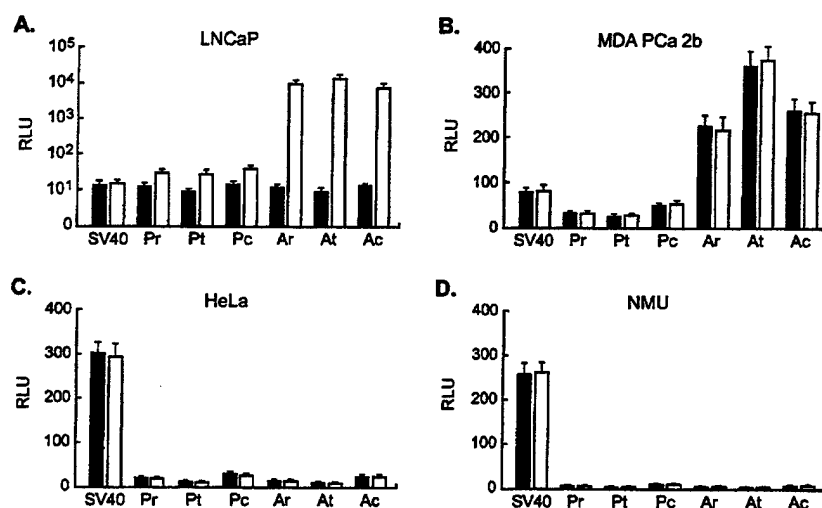 A.
LNCaP
RLU
10⁵
10⁴
10³
10²
10¹
0
SV40 Pr Pt Pc Ar At Ac
B.
MDA PCa 2b
RLU
400
300
200
100
0
SV40 Pr Pt Pc Ar At Ac
C.
HeLa
RLU
400
300
200
100
0
SV40 Pr Pt Pc Ar At Ac
D.
NMU
RLU
400
300
200
100
0
SV40 Pr Pt Pc Ar At Ac